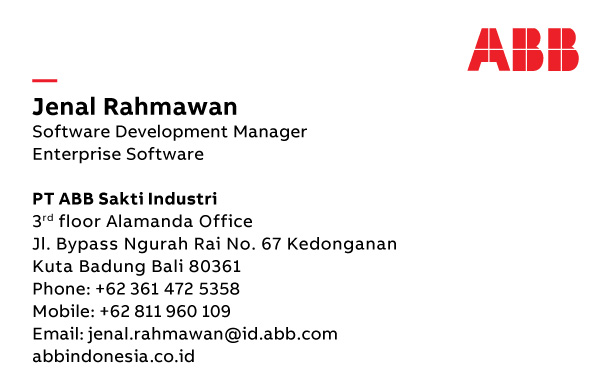 ABB
Jenal Rahmawan
Software Development Manager
Enterprise Software
PT ABB Sakti Industri
3rd floor Alamanda Office
Jl. Bypass Ngurah Rai No. 67 Kedonganan
Kuta Badung Bali 80361
Phone: +62 361 472 5358
Mobile: +62 811 960 109
Email: jenal.rahmawan@id.abb.com
abbindonesia.co.id